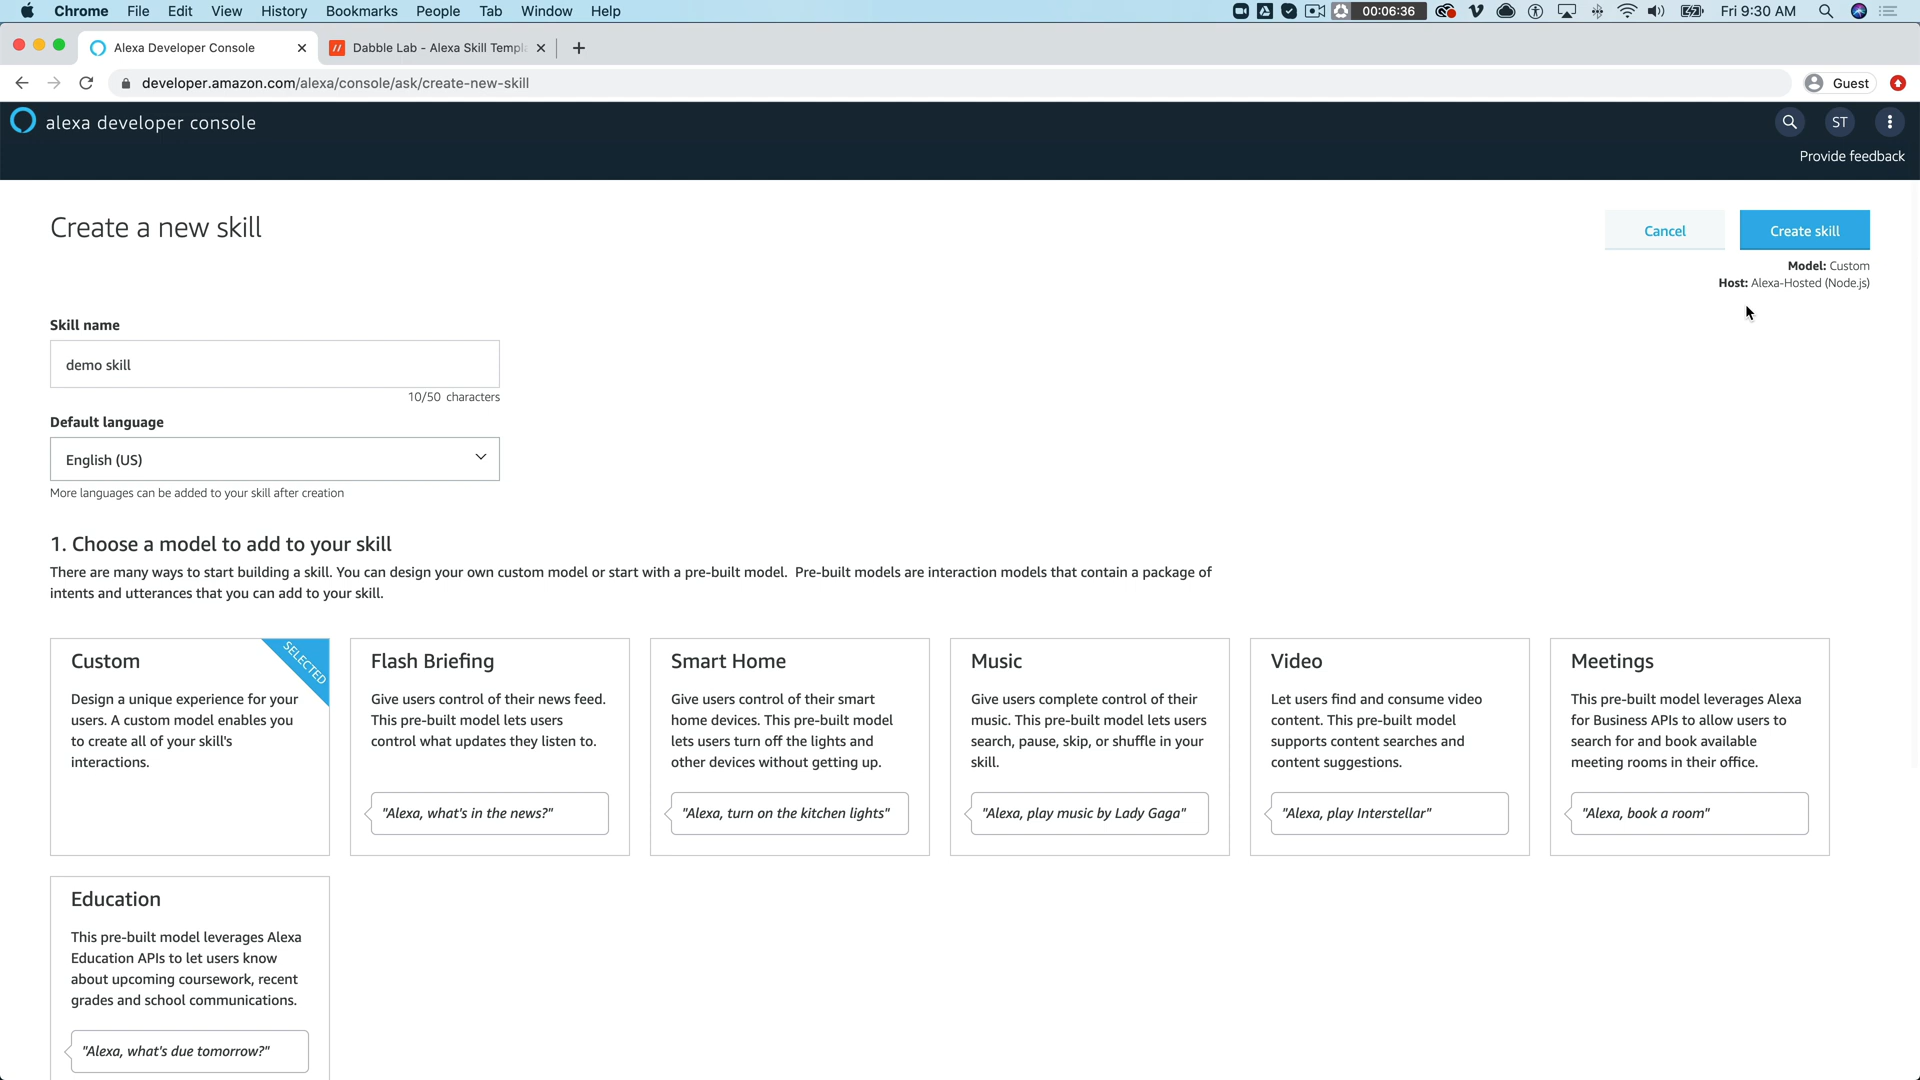 Chrome File Edit View History Bookmarks People Tab Window Help 00:06:36 Fri 9:30 AM
Alexa Developer Console Dabble Lab - Alexa Skill Templa
developer.amazon.com/alexa/console/ask/create-new-skill Guest
alexa developer console ST
Provide feedback
Create a new skill
Cancel
Create skill
Model: Custom
Host: Alexa-Hosted (Node.js)
Skill name
demo skill
10/50 characters
Default language
English (US)
More languages can be added to your skill after creation
1. Choose a model to add to your skill
There are many ways to start building a skill. You can design your own custom model or start with a pre-built model. Pre-built models are interaction models that contain a package of
intents and utterances that you can add to your skill.
Custom
SELECTED
Design a unique experience for your
users. A custom model enables you
to create all of your skill's
interactions.
Flash Briefing
Give users control of their news feed.
This pre-built model lets users
control what updates they listen to.
"Alexa, what's in the news?"
Smart Home
Give users control of their smart
home devices. This pre-built model
lets users turn off the lights and
other devices without getting up.
"Alexa, turn on the kitchen lights"
Music
Give users complete control of their
music. This pre-built model lets users
search, pause, skip, or shuffle in your
skill.
"Alexa, play music by Lady Gaga"
Video
Let users find and consume video
content. This pre-built model
supports content searches and
content suggestions.
"Alexa, play Interstellar"
Meetings
This pre-built model leverages Alexa
for Business APIs to allow users to
search for and book available
meeting rooms in their office.
"Alexa, book a room"
Education
This pre-built model leverages Alexa
Education APIs to let users know
about upcoming coursework, recent
grades and school communications.
"Alexa, what's due tomorrow?"